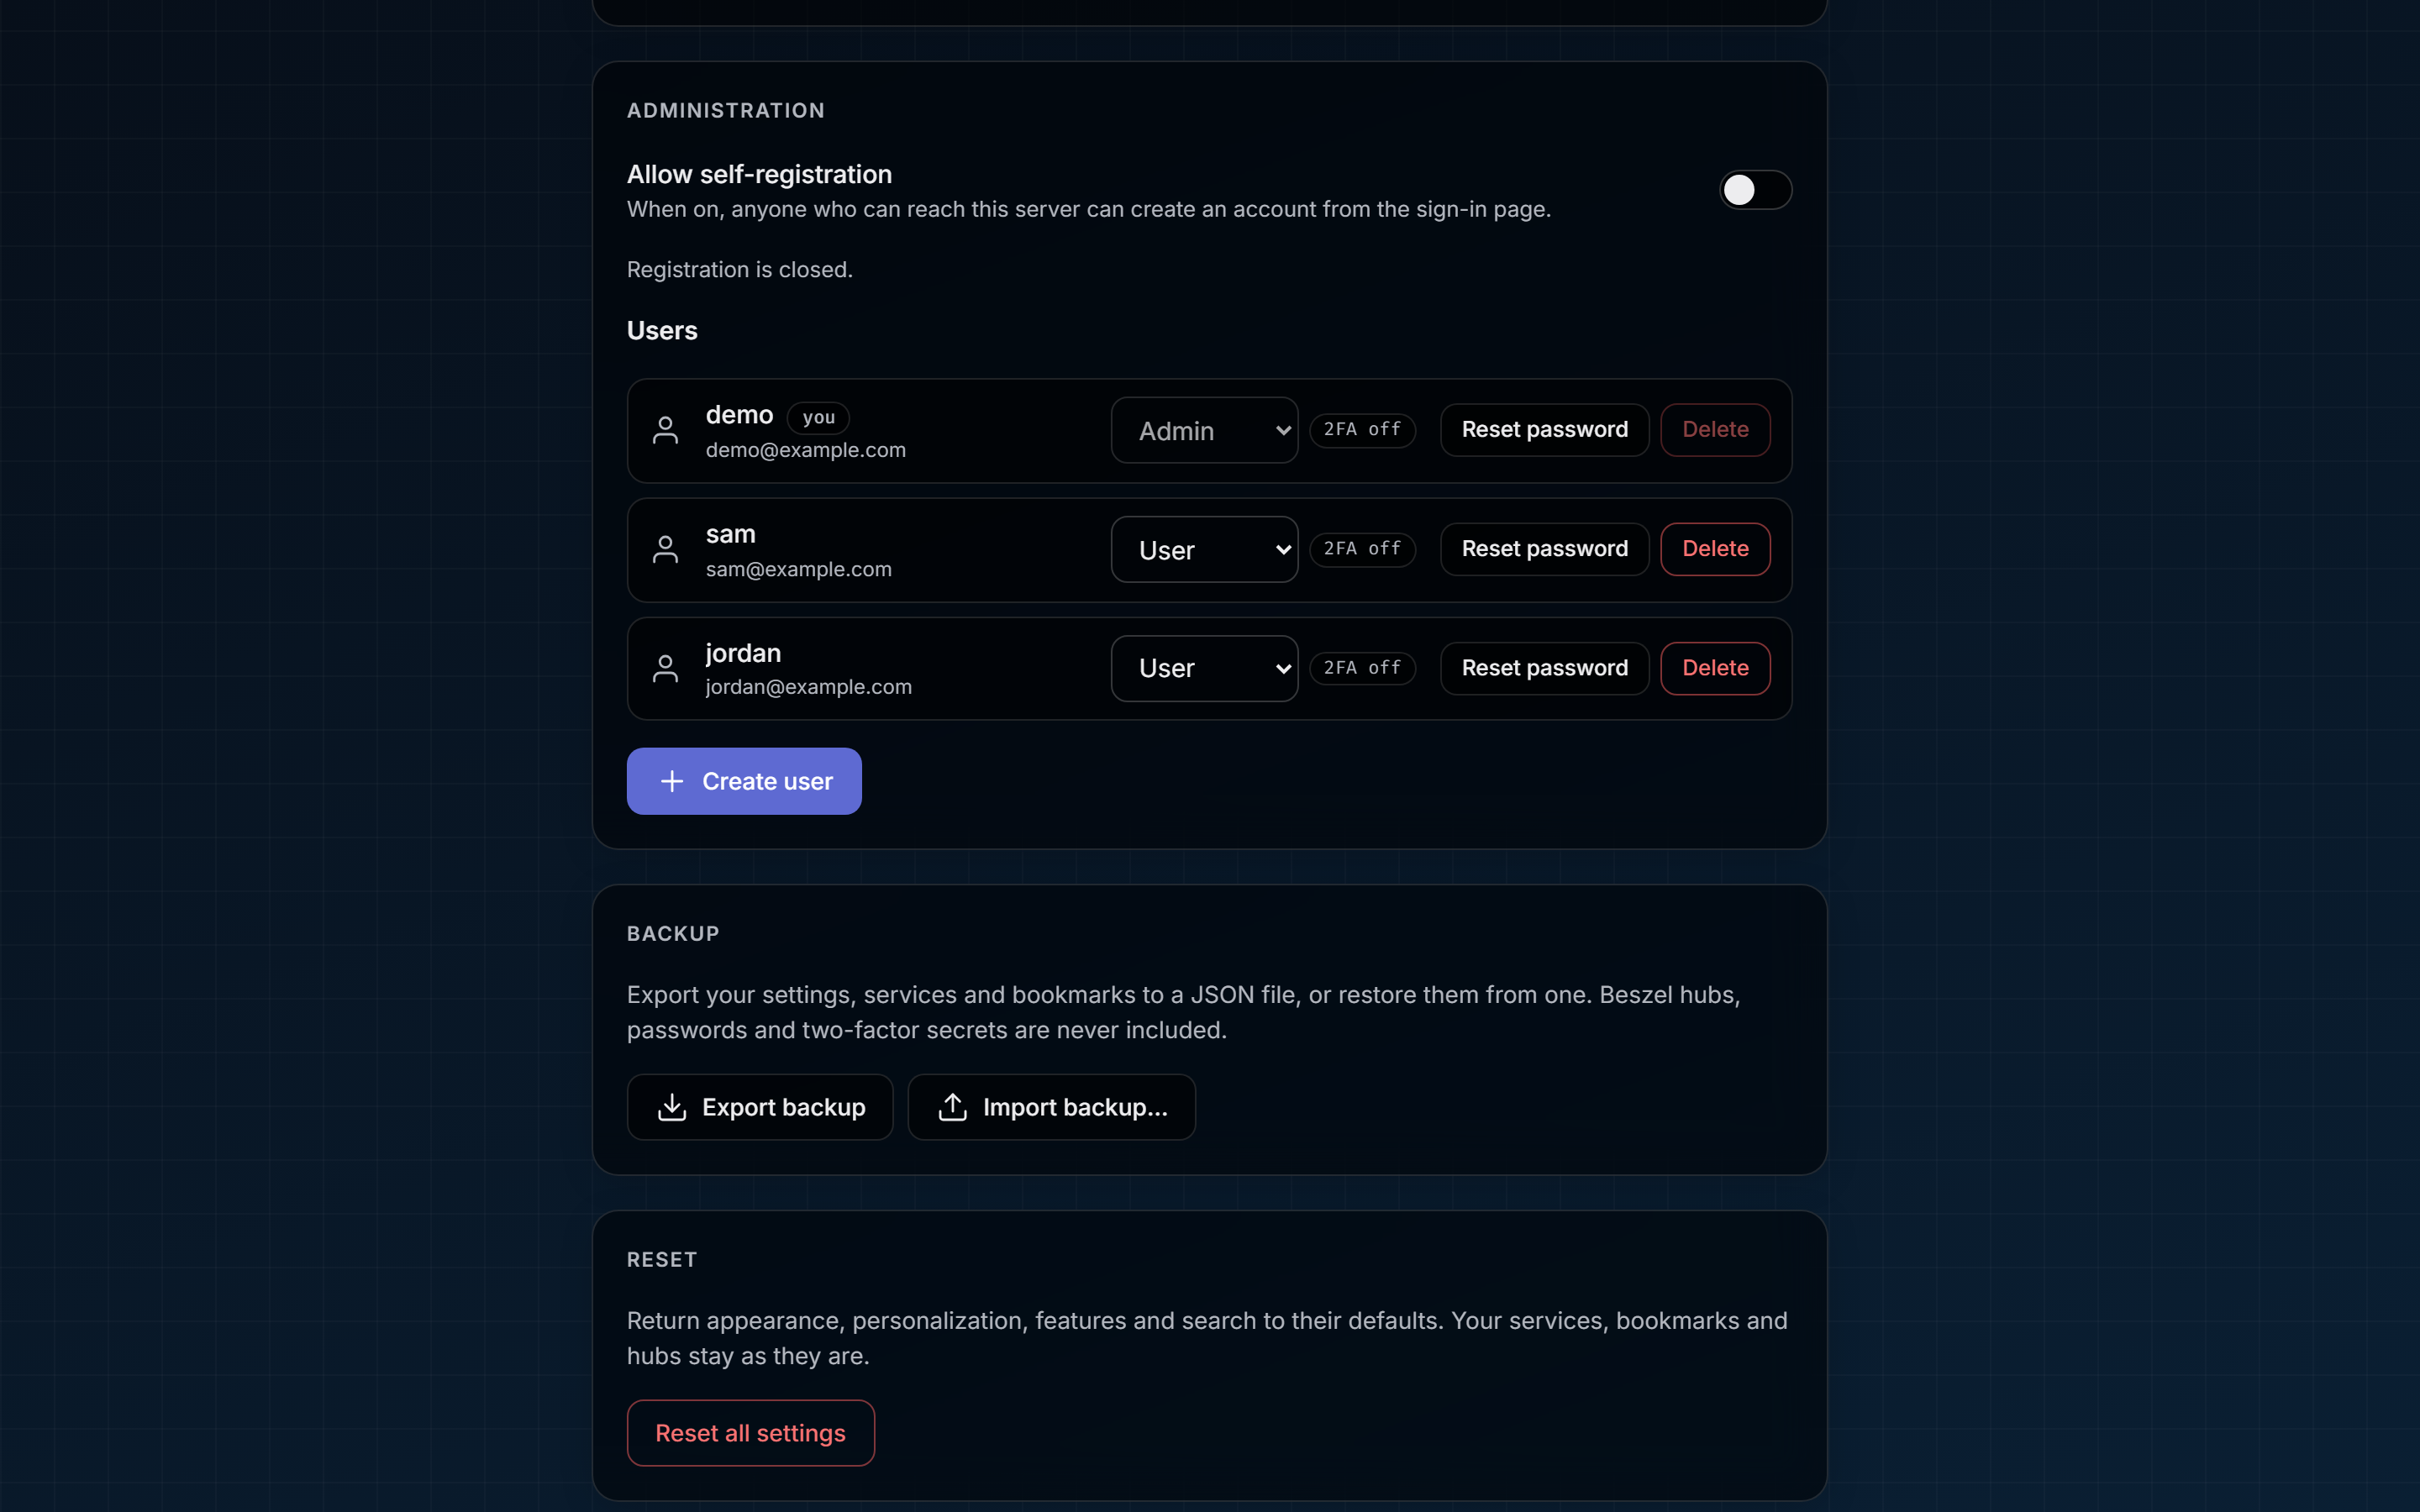 ADMINISTRATION
Allow self-registration
When on, anyone who can reach this server can create an account from the sign-in page.
Registration is closed.
Users
demo you
demo@example.com
Admin 2FA off Reset password Delete
sam
sam@example.com
User 2FA off Reset password Delete
jordan
jordan@example.com
User 2FA off Reset password Delete
Create user
BACKUP
Export your settings, services and bookmarks to a JSON file, or restore them from one. Beszel hubs,
passwords and two-factor secrets are never included.
Export backup Import backup...
RESET
Return appearance, personalization, features and search to their defaults. Your services, bookmarks and
hubs stay as they are.
Reset all settings